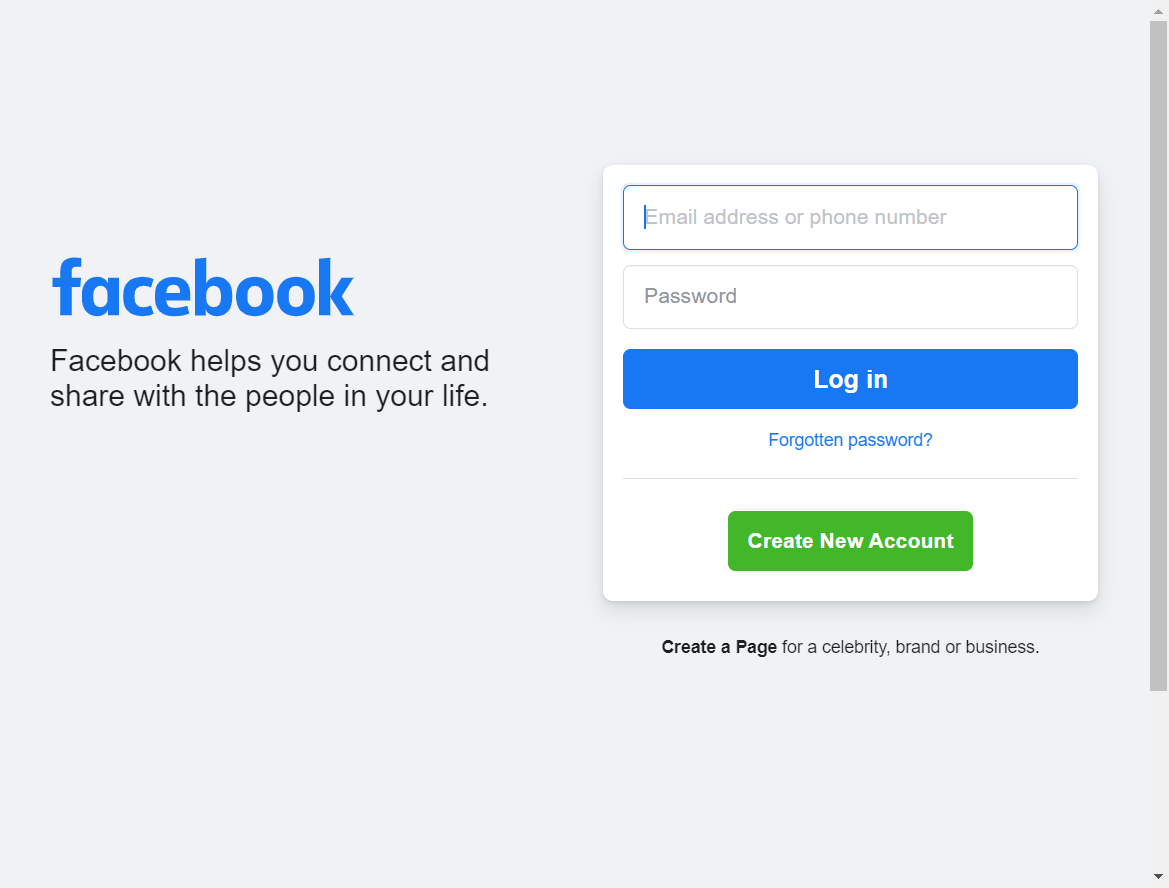 facebook
Facebook helps you connect and
share with the people in your life.
Email address or phone number
Password
Log in
Forgotten password?
Create New Account
Create a Page for a celebrity, brand or business.